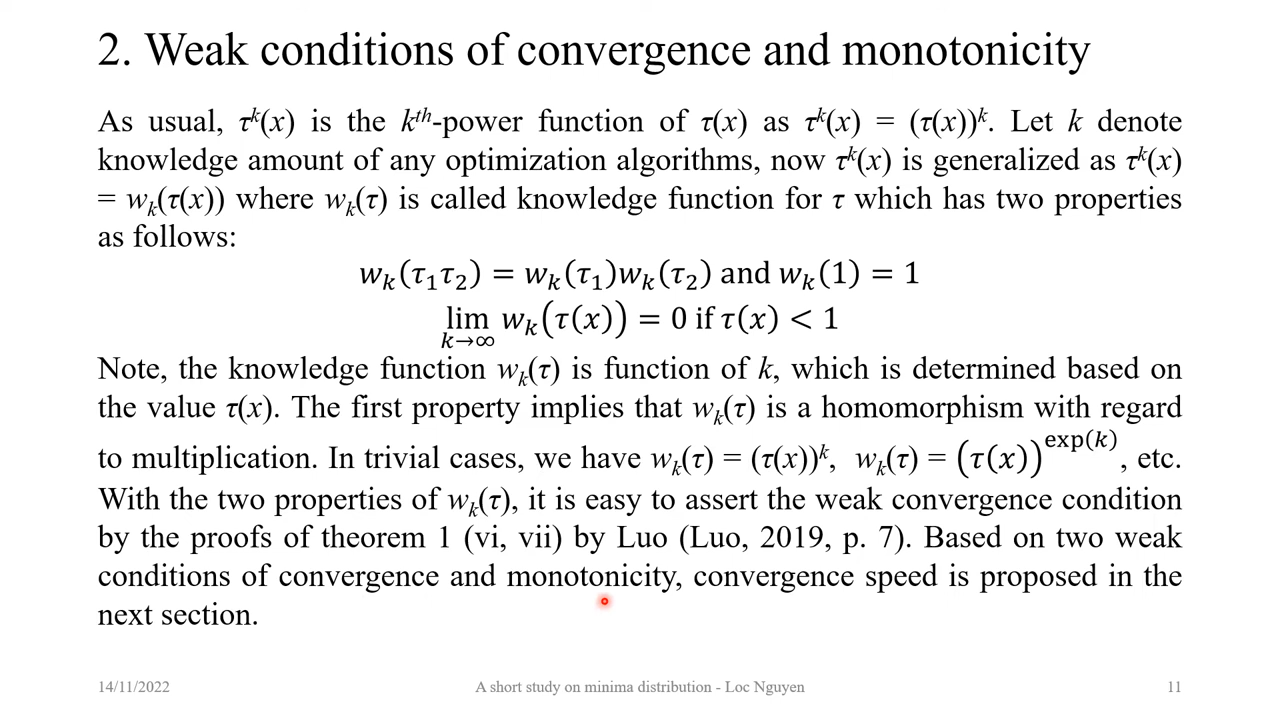 2. Weak conditions of convergence and monotonicity
As usual, τᵏ(x) is the kᵗʰ-power function of τ(x) as τᵏ(x) = (τ(x))ᵏ. Let k denote
knowledge amount of any optimization algorithms, now τᵏ(x) is generalized as τᵏ(x)
= wₖ(τ(x)) where wₖ(τ) is called knowledge function for τ which has two properties
as follows:
𝑤ₖ(τ₁τ₂) = 𝑤ₖ(τ₁)𝑤ₖ(τ₂) and 𝑤ₖ(1) = 1
lim_{k→∞} 𝑤ₖ(τ(x)) = 0 if τ(x) < 1
Note, the knowledge function wₖ(τ) is function of k, which is determined based on
the value τ(x). The first property implies that wₖ(τ) is a homomorphism with regard
to multiplication. In trivial cases, we have wₖ(τ) = (τ(x))ᵏ, wₖ(τ) = (τ(x))^{exp(k)}, etc.
With the two properties of wₖ(τ), it is easy to assert the weak convergence condition
by the proofs of theorem 1 (vi, vii) by Luo (Luo, 2019, p. 7). Based on two weak
conditions of convergence and monotonicity, convergence speed is proposed in the
next section.
14/11/2022 A short study on minima distribution - Loc Nguyen 11